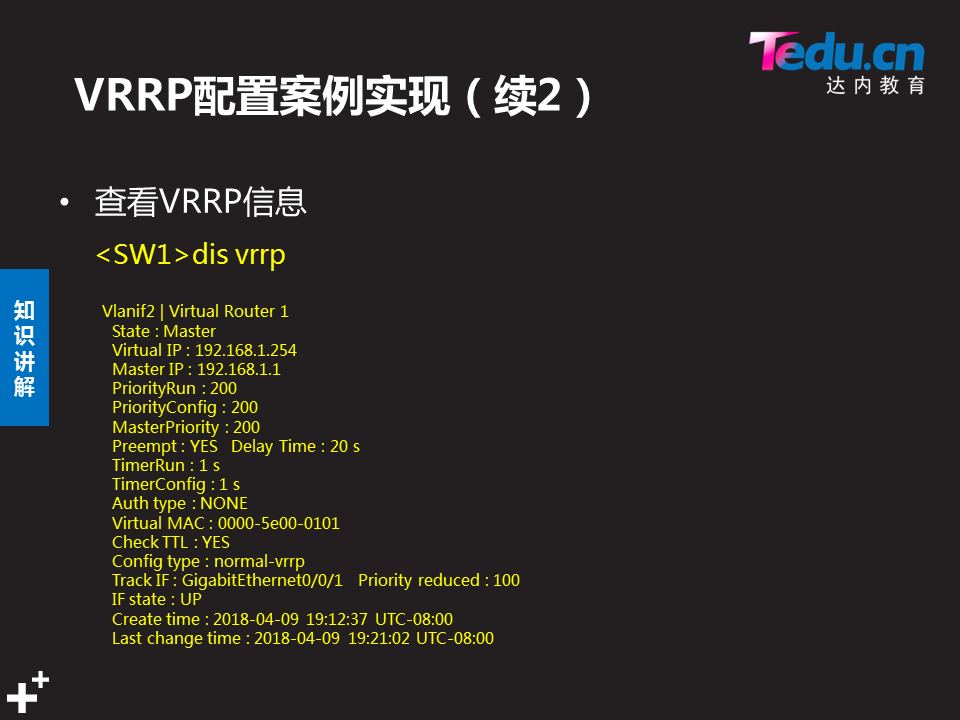 Tedu.cn
达内教育
VRRP配置案例实现（续2）
• 查看VRRP信息
<SW1>dis vrrp
知识讲解
Vlanif2 | Virtual Router 1
State : Master
Virtual IP : 192.168.1.254
Master IP : 192.168.1.1
PriorityRun : 200
PriorityConfig : 200
MasterPriority : 200
Preempt : YES Delay Time : 20 s
TimerRun : 1 s
TimerConfig : 1 s
Auth type : NONE
Virtual MAC : 0000-5e00-0101
Check TTL : YES
Config type : normal-vrrp
Track IF : GigabitEthernet0/0/1 Priority reduced : 100
IF state : UP
Create time : 2018-04-09 19:12:37 UTC-08:00
Last change time : 2018-04-09 19:21:02 UTC-08:00